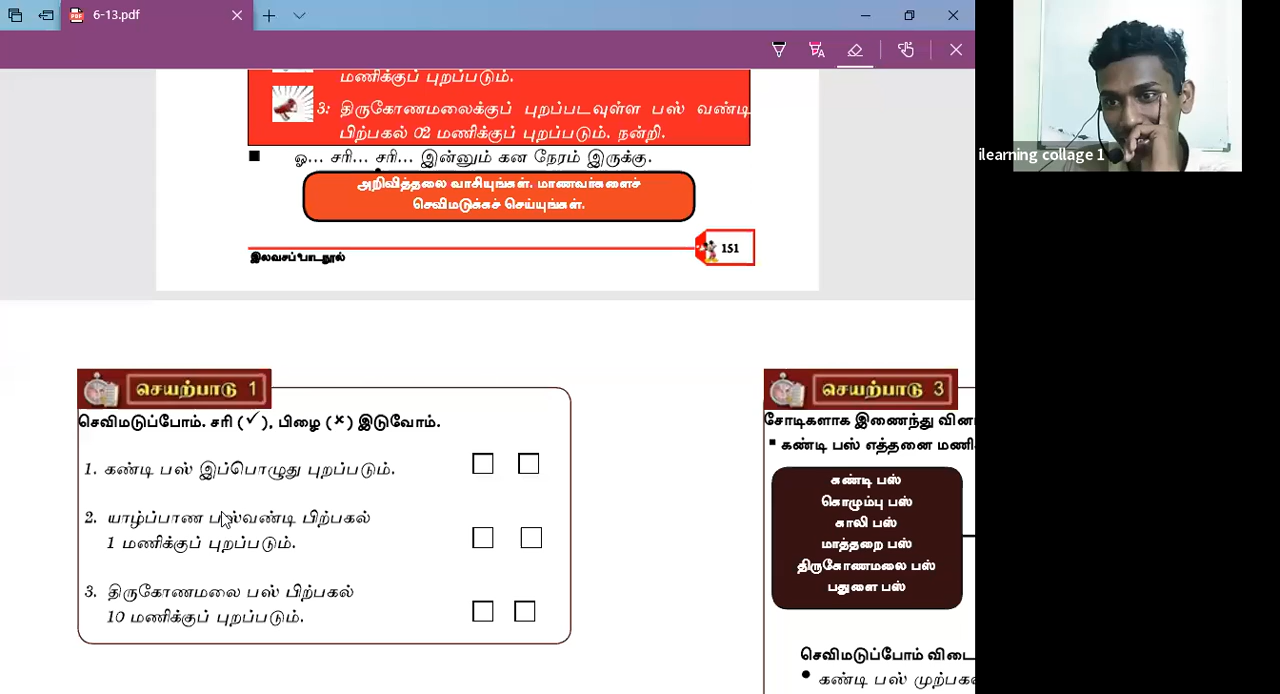 6-13.pdf
மணிக்குப் புறப்படும்.
3: திருகோணமலைக்குப் புறப்படவுள்ள பஸ் வண்டி
பிற்பகல் 02 மணிக்குப் புறப்படும். நன்றி.
ஓ... சரி... சரி... இன்னும் கன நேரம் இருக்கு.
அறிவித்தலை வாசியுங்கள். மாணவர்களைச்
செவிமடுக்கச் செய்யுங்கள்.
இலவசப் பாடநூல்
151
ilearning collage 1
செயற்பாடு 1
செவிமடுப்போம். சரி (✓), பிழை (✗) இடுவோம்.
1. கண்டி பஸ் இப்பொழுது புறப்படும்.
2. யாழ்ப்பாண பஸ்வண்டி பிற்பகல்
1 மணிக்குப் புறப்படும்.
3. திருகோணமலை பஸ் பிற்பகல்
10 மணிக்குப் புறப்படும்.
செயற்பாடு 3
சோடிகளாக இணைந்து
கண்டி பஸ் எத்தனை
கண்டி பஸ்
கொழும்பு பஸ்
காலி பஸ்
மாத்தறை பஸ்
திருகோணமலை பஸ்
பதுளை பஸ்
செவிமடுப்போம் விடை
கண்டி பஸ்